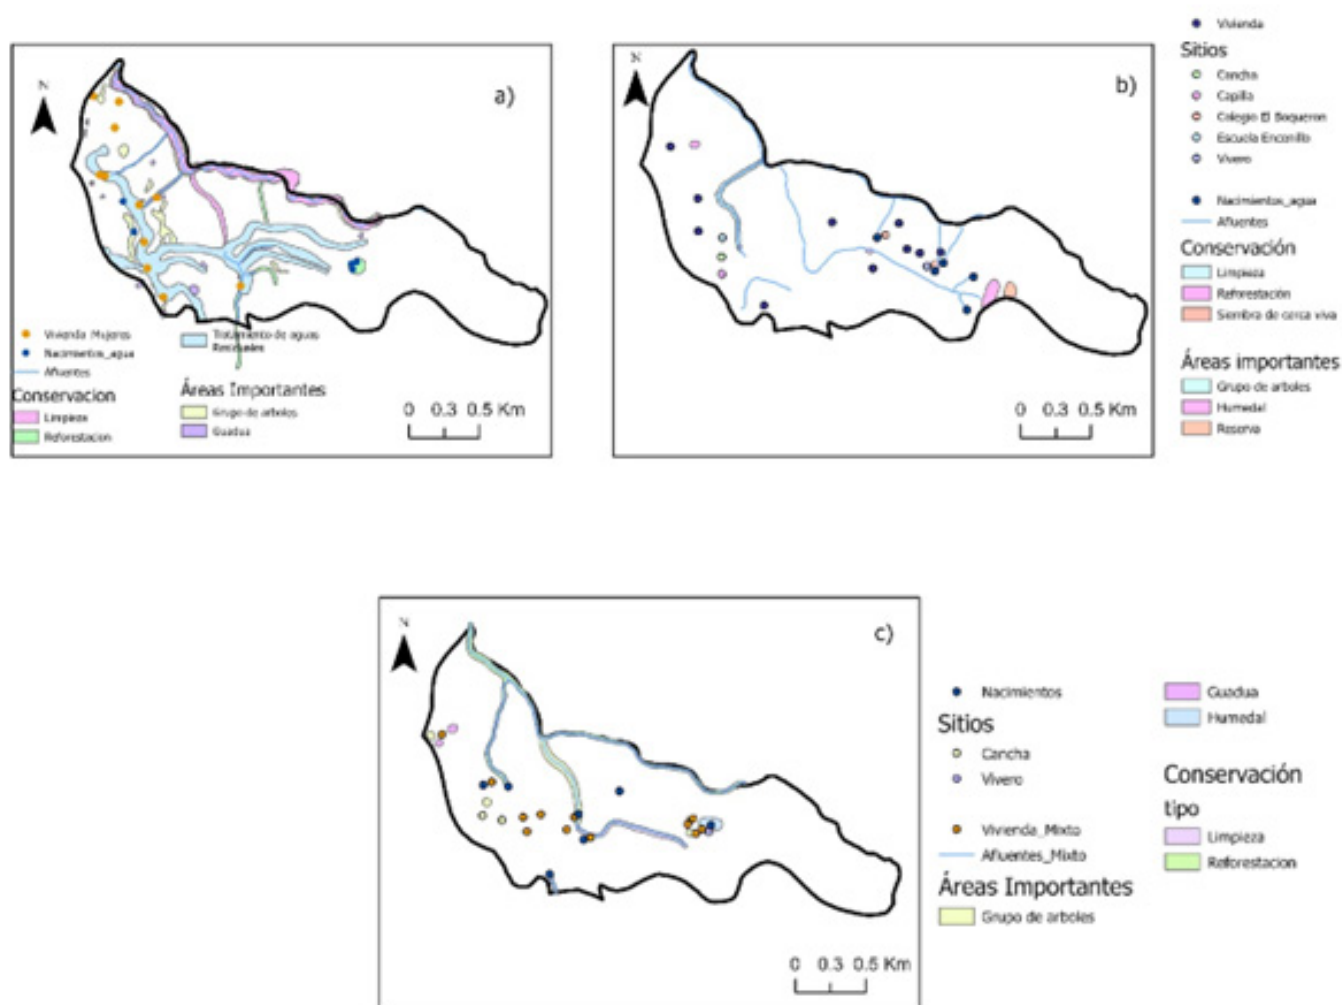 N
a)
Vivienda_Mujeres
Nacimientos_agua
Afluentes
Conservacion
Limpieza
Reforestacion
Tratamiento de aguas
Residuales
Áreas Importantes
Grupo de arboles
Guadua
0 0.3 0.5 Km
N
b)
0 0.3 0.5 Km
Vivienda
Sitios
Cancha
Capilla
Colegio El Boqueron
Escuela Encenillo
Vivero
Nacimientos_agua
Afluentes
Conservación
Limpieza
Reforestación
Siembra de cerca viva
Áreas importantes
Grupo de arboles
Humedal
Reserva
N
c)
0 0.3 0.5 Km
Nacimientos
Sitios
Cancha
Vivero
Vivienda_Mixto
Afluentes_Mixto
Áreas Importantes
Grupo de arboles
Guadua
Humedal
Conservación
tipo
Limpieza
Reforestacion